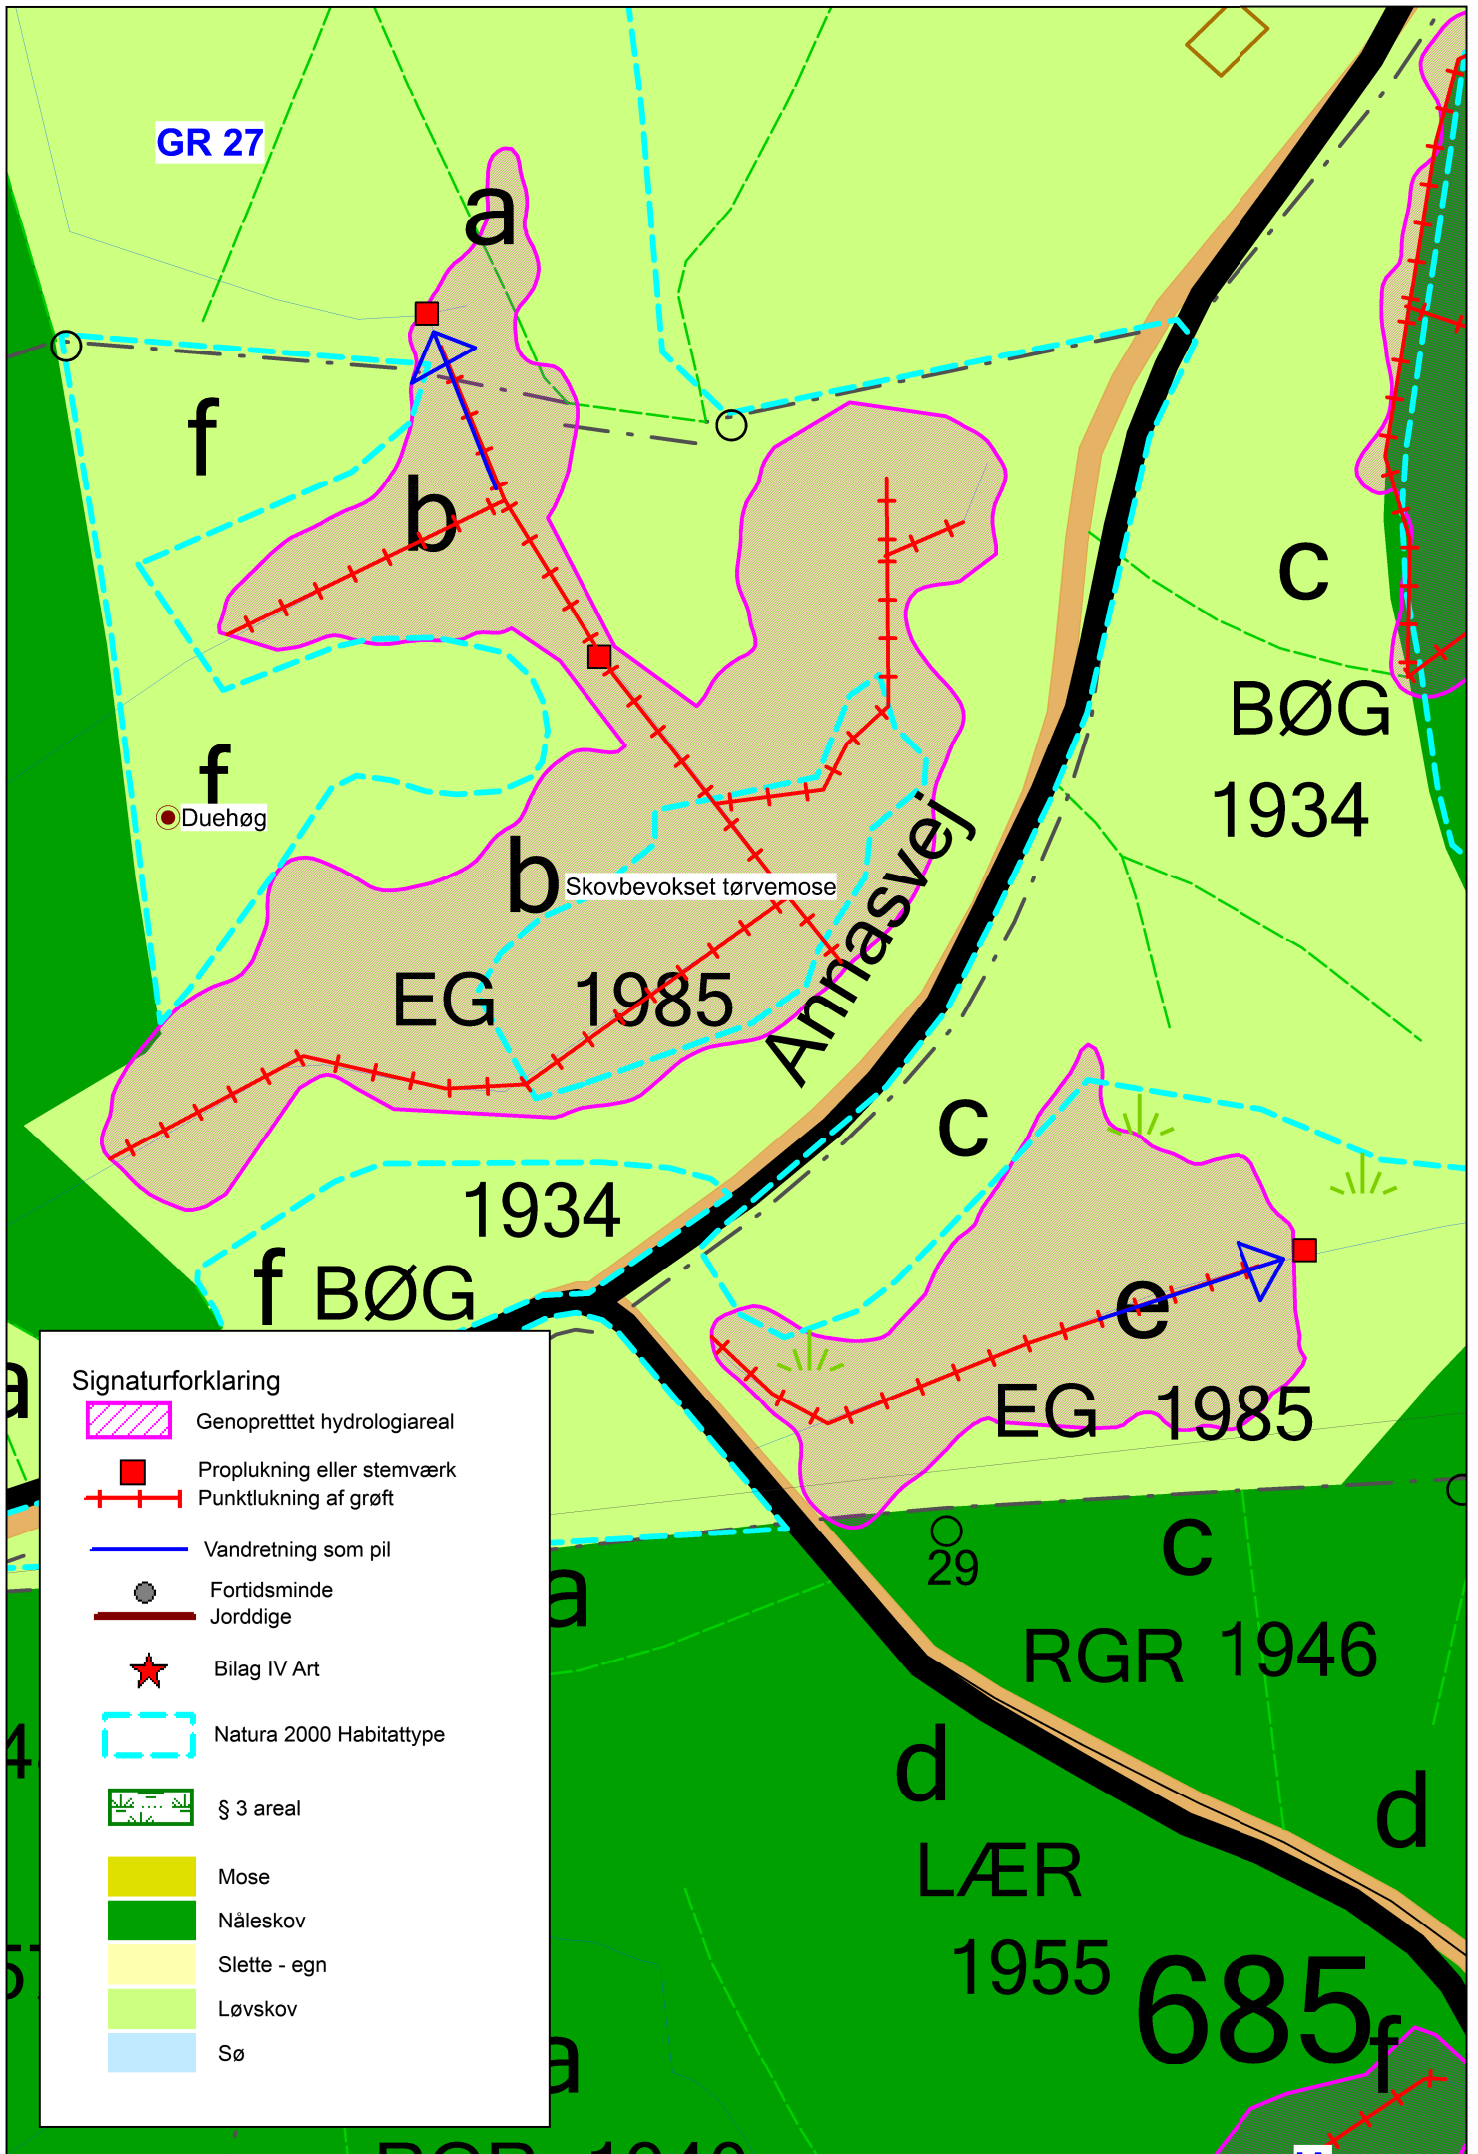 GR 27
a
f
b
c
BØG
1934
f
Duehøg
b
Skovbevokset tørvemose
Annasvej
EG 1985
c
1934
f BØG
e
EG 1985
a
Signaturforklaring
Genopretttet hydrologiareal
Proplukning eller stemværk
Punktlukning af grøft
Vandretning som pil
Fortidsminde
Jorddige
Bilag IV Art
Natura 2000 Habitattype
§ 3 areal
Mose
Nåleskov
Slette - egn
Løvskov
Sø
c
29
a
RGR 1946
d
d
LÆR
1955
685
f
a
RGR 1940